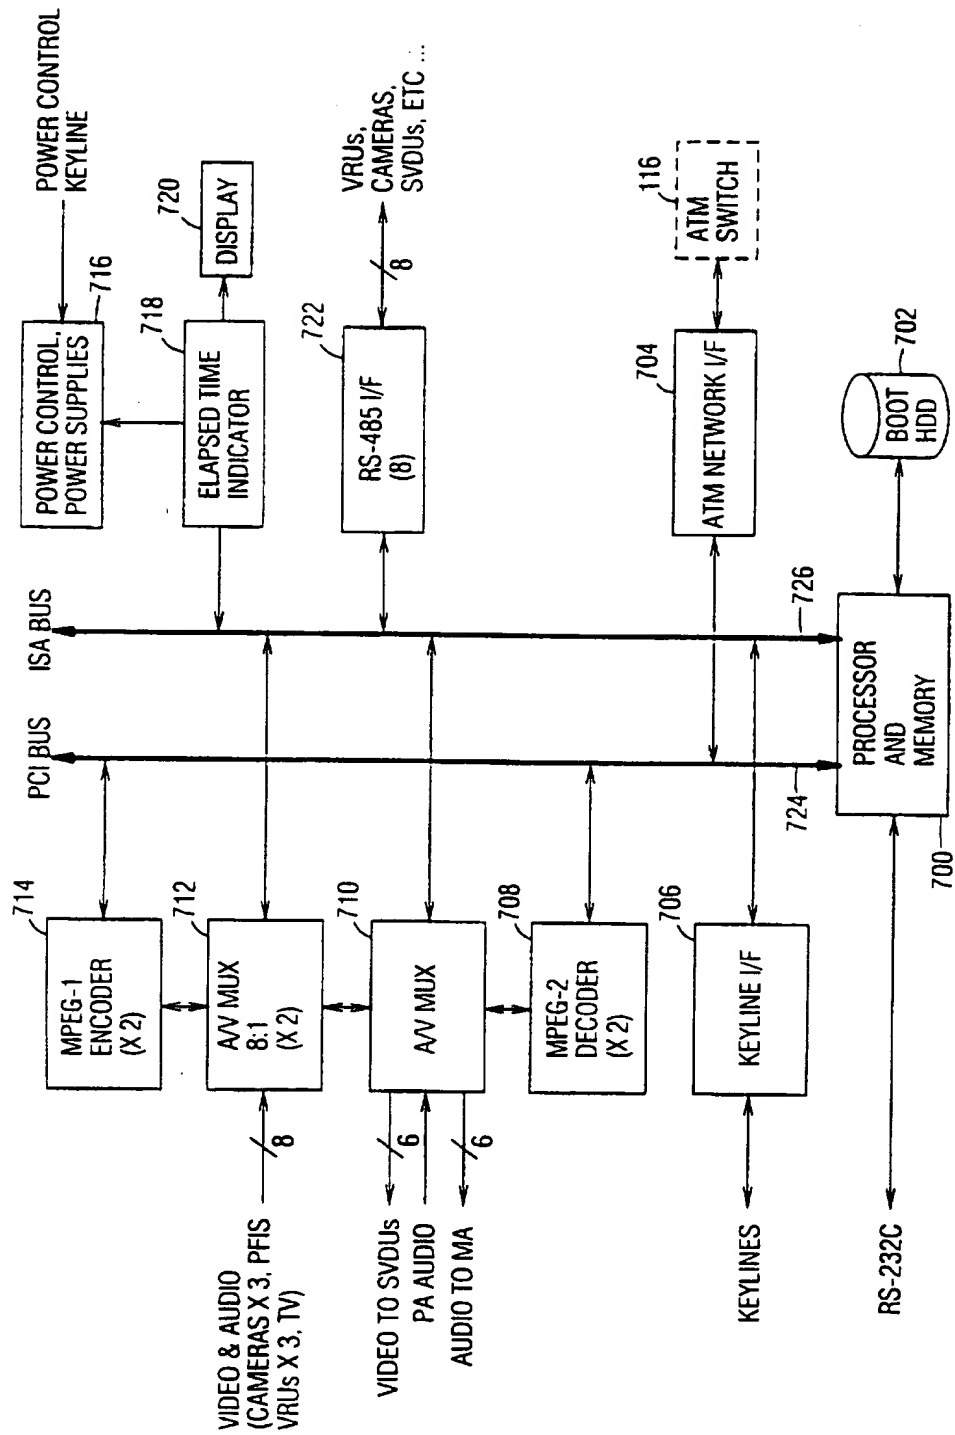 POWER CONTROL
KEYLINE
POWER CONTROL,
POWER SUPPLIES
716
720
DISPLAY
718
ELAPSED TIME
INDICATOR
VRUs,
CAMERAS,
SVDUs, ETC ...
8
722
RS-485 I/F
(8)
116
ATM
SWITCH
704
ATM NETWORK I/F
702
BOOT
HDD
ISA BUS
726
PCI BUS
724
PROCESSOR
AND
MEMORY
700
714
MPEG-1
ENCODER
(X 2)
712
A/V MUX
8:1
(X 2)
710
A/V MUX
708
MPEG-2
DECODER
(X 2)
706
KEYLINE I/F
8
6
6
VIDEO & AUDIO
(CAMERAS X 3, PFIS
VRUs X 3, TV)
VIDEO TO SVDUs
PA AUDIO
AUDIO TO MA
KEYLINES
RS-232C